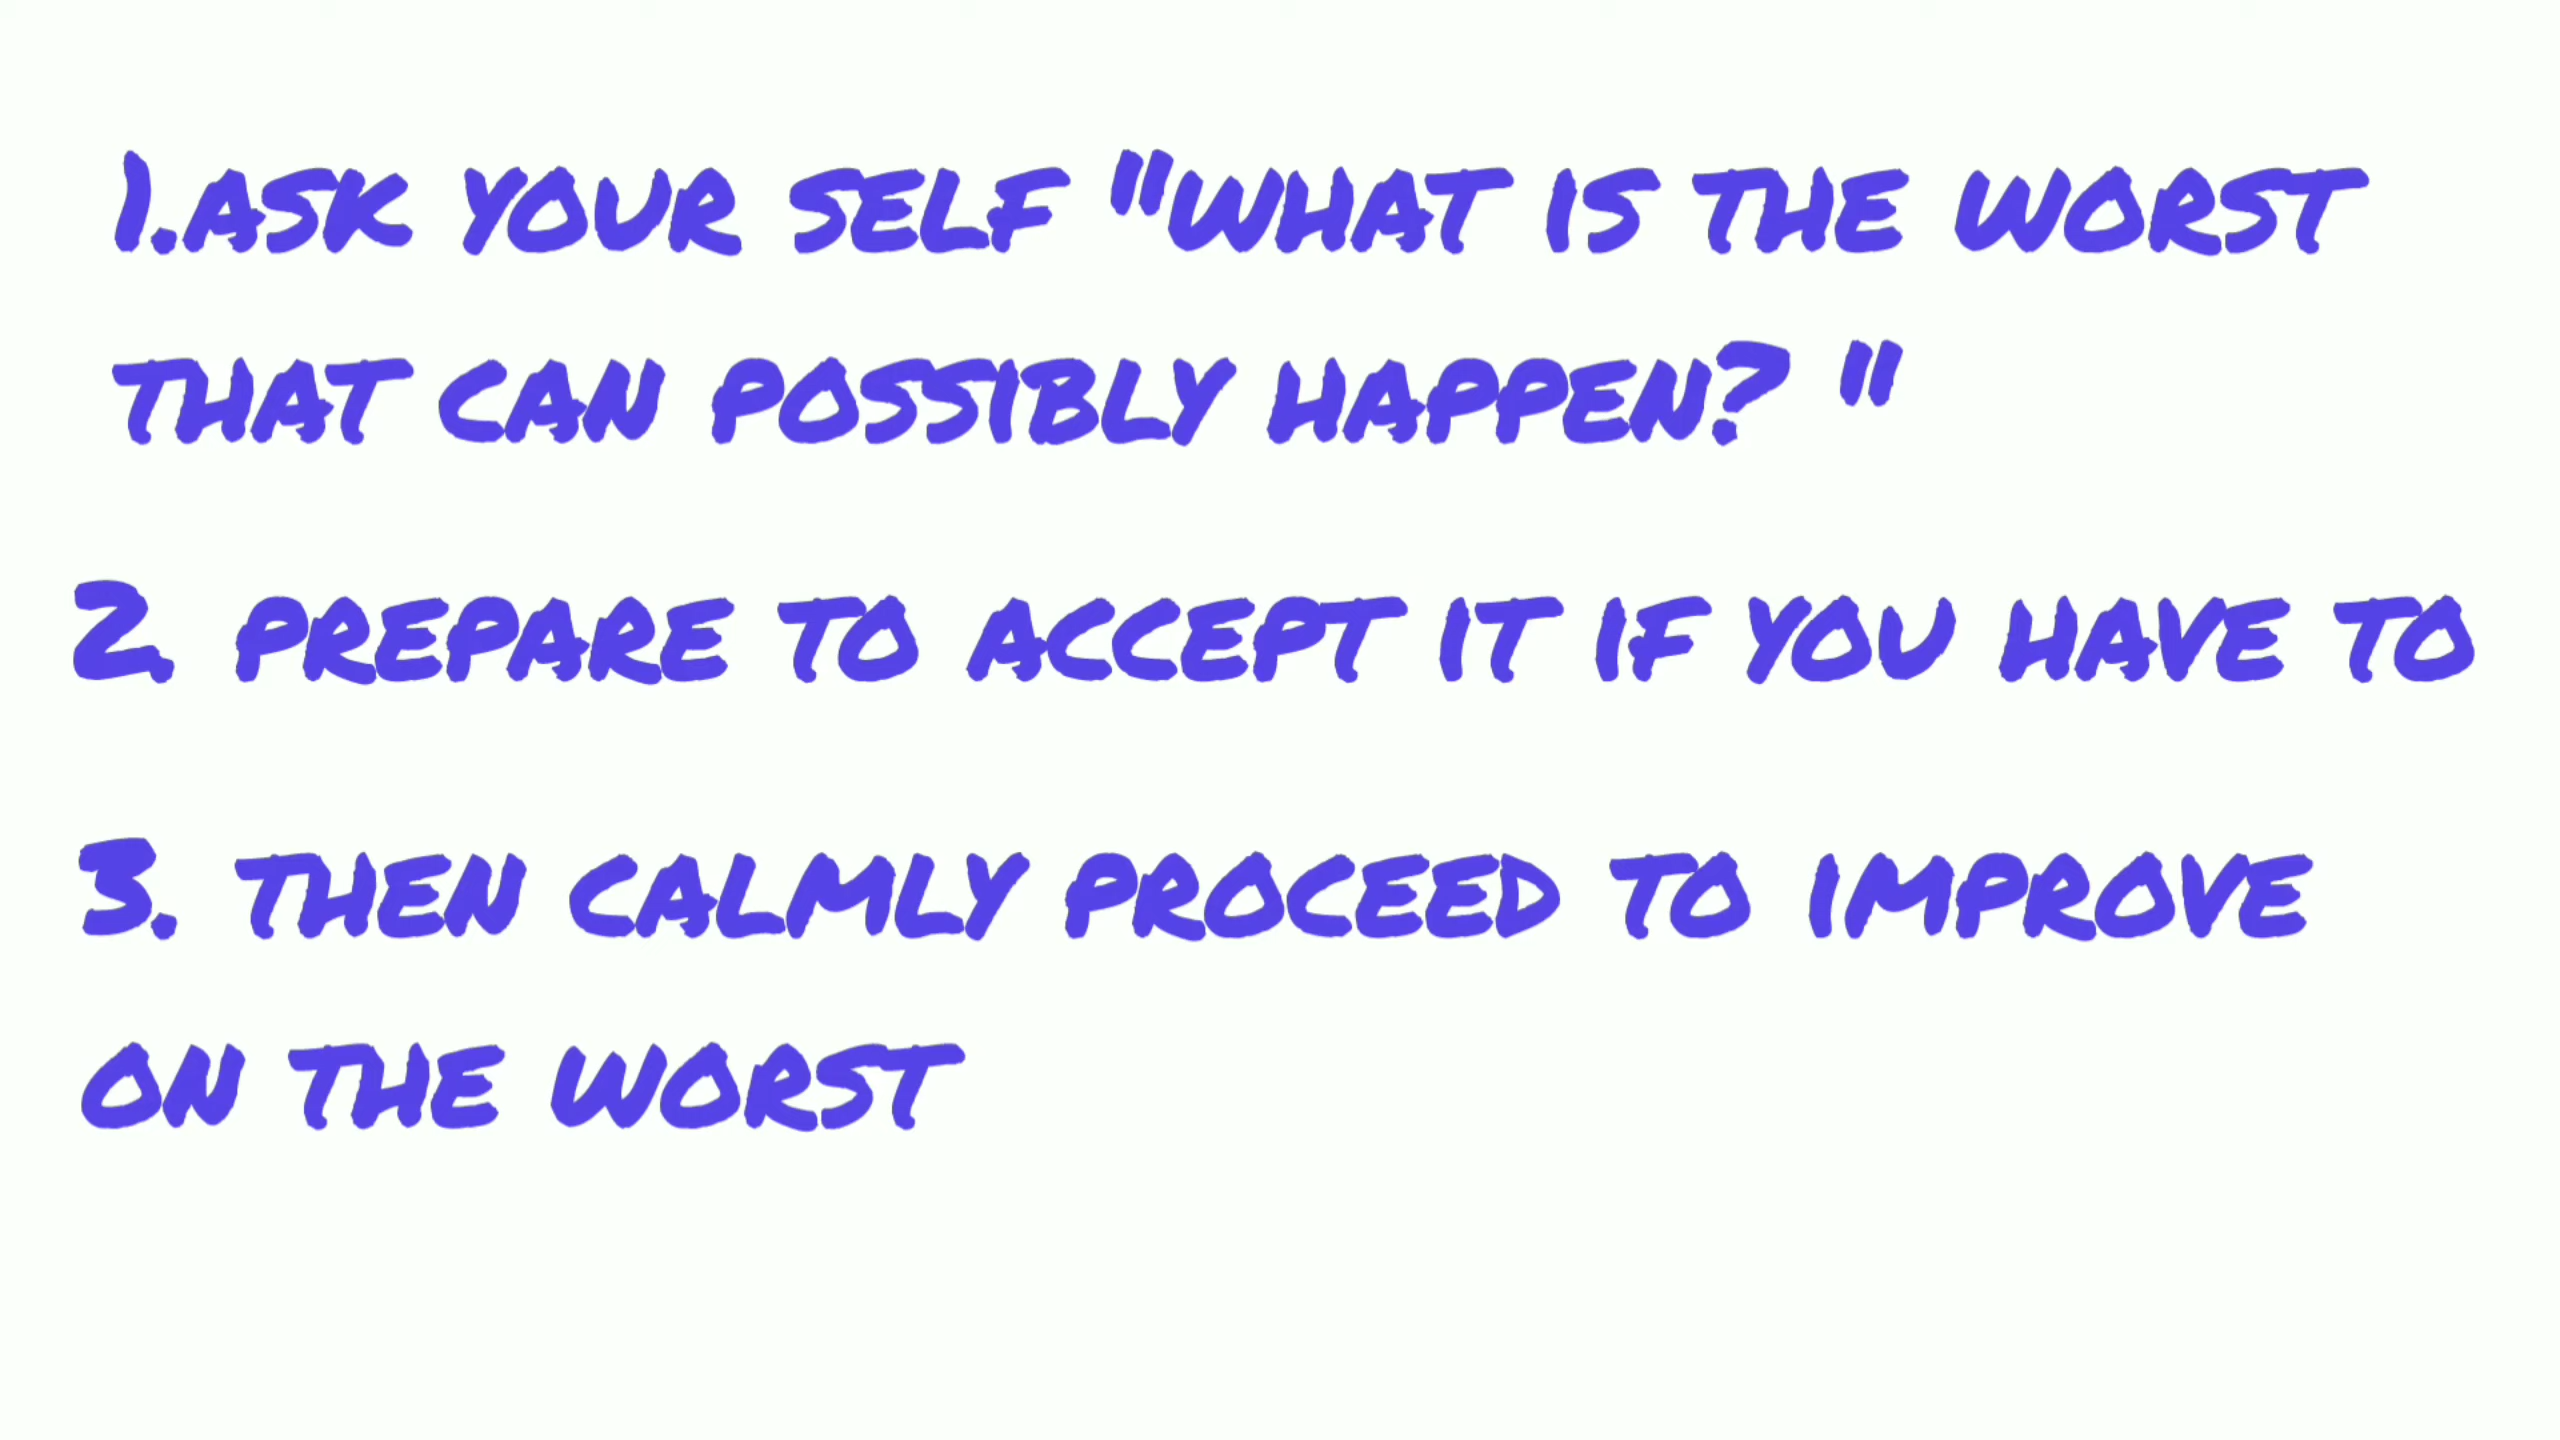 1.ASK YOUR SELF "WHAT IS THE WORST
THAT CAN POSSIBLY HAPPEN? "
2. PREPARE TO ACCEPT IT IF YOU HAVE TO
3. THEN CALMLY PROCEED TO IMPROVE
ON THE WORST